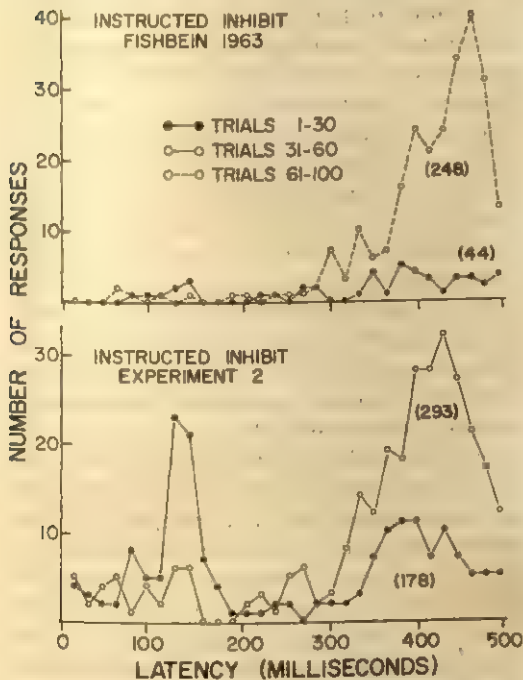 40
INSTRUCTED INHIBIT
FISHBEIN 1963
30
TRIALS 1-30
TRIALS 31-60
TRIALS 61-100
20
(248)
10
(44)
NUMBER OF RESPONSES
INSTRUCTED INHIBIT
EXPERIMENT 2
30
20
(293)
10
(178)
0 100 200 300 400 500
LATENCY (MILLISECONDS)